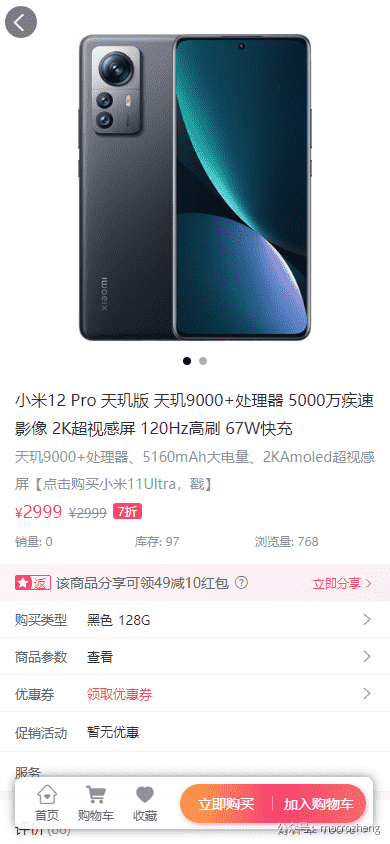 xiaomi
小米12 Pro 天玑版 天玑9000+处理器 5000万疾速
影像 2K超视感屏 120Hz高刷 67W快充
天玑9000+处理器、5160mAh大电量、2KAmoled超视感
屏【点击购买小米11Ultra，戳】
¥2999 ¥2999 7折
销量: 0 库存: 97 浏览量: 768
返 该商品分享可领49减10红包 ? 立即分享
购买类型 黑色 128G
商品参数 查看
优惠券 领取优惠券
促销活动 暂无优惠
服务
首页 购物车 收藏 立即购买 加入购物车
评价(86)
公众号: macrozheng